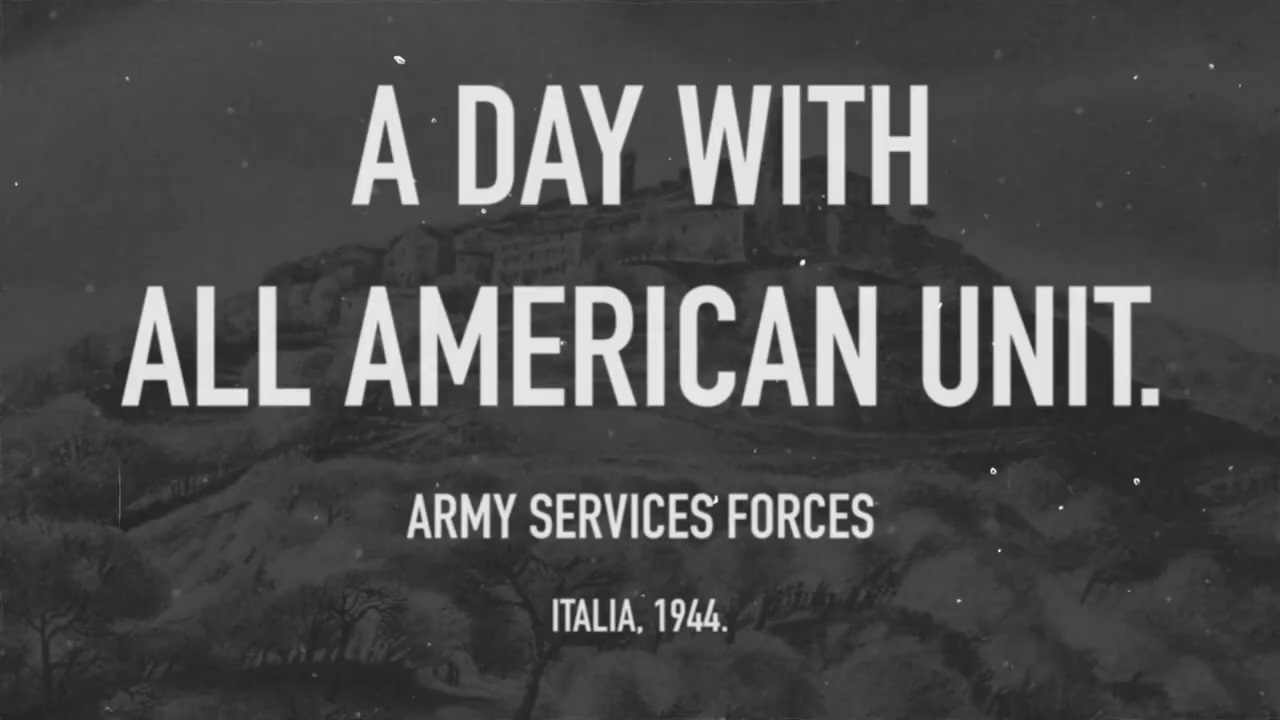 A DAY WITH
ALL AMERICAN UNIT.
ARMY SERVICES FORCES
ITALIA, 1944.